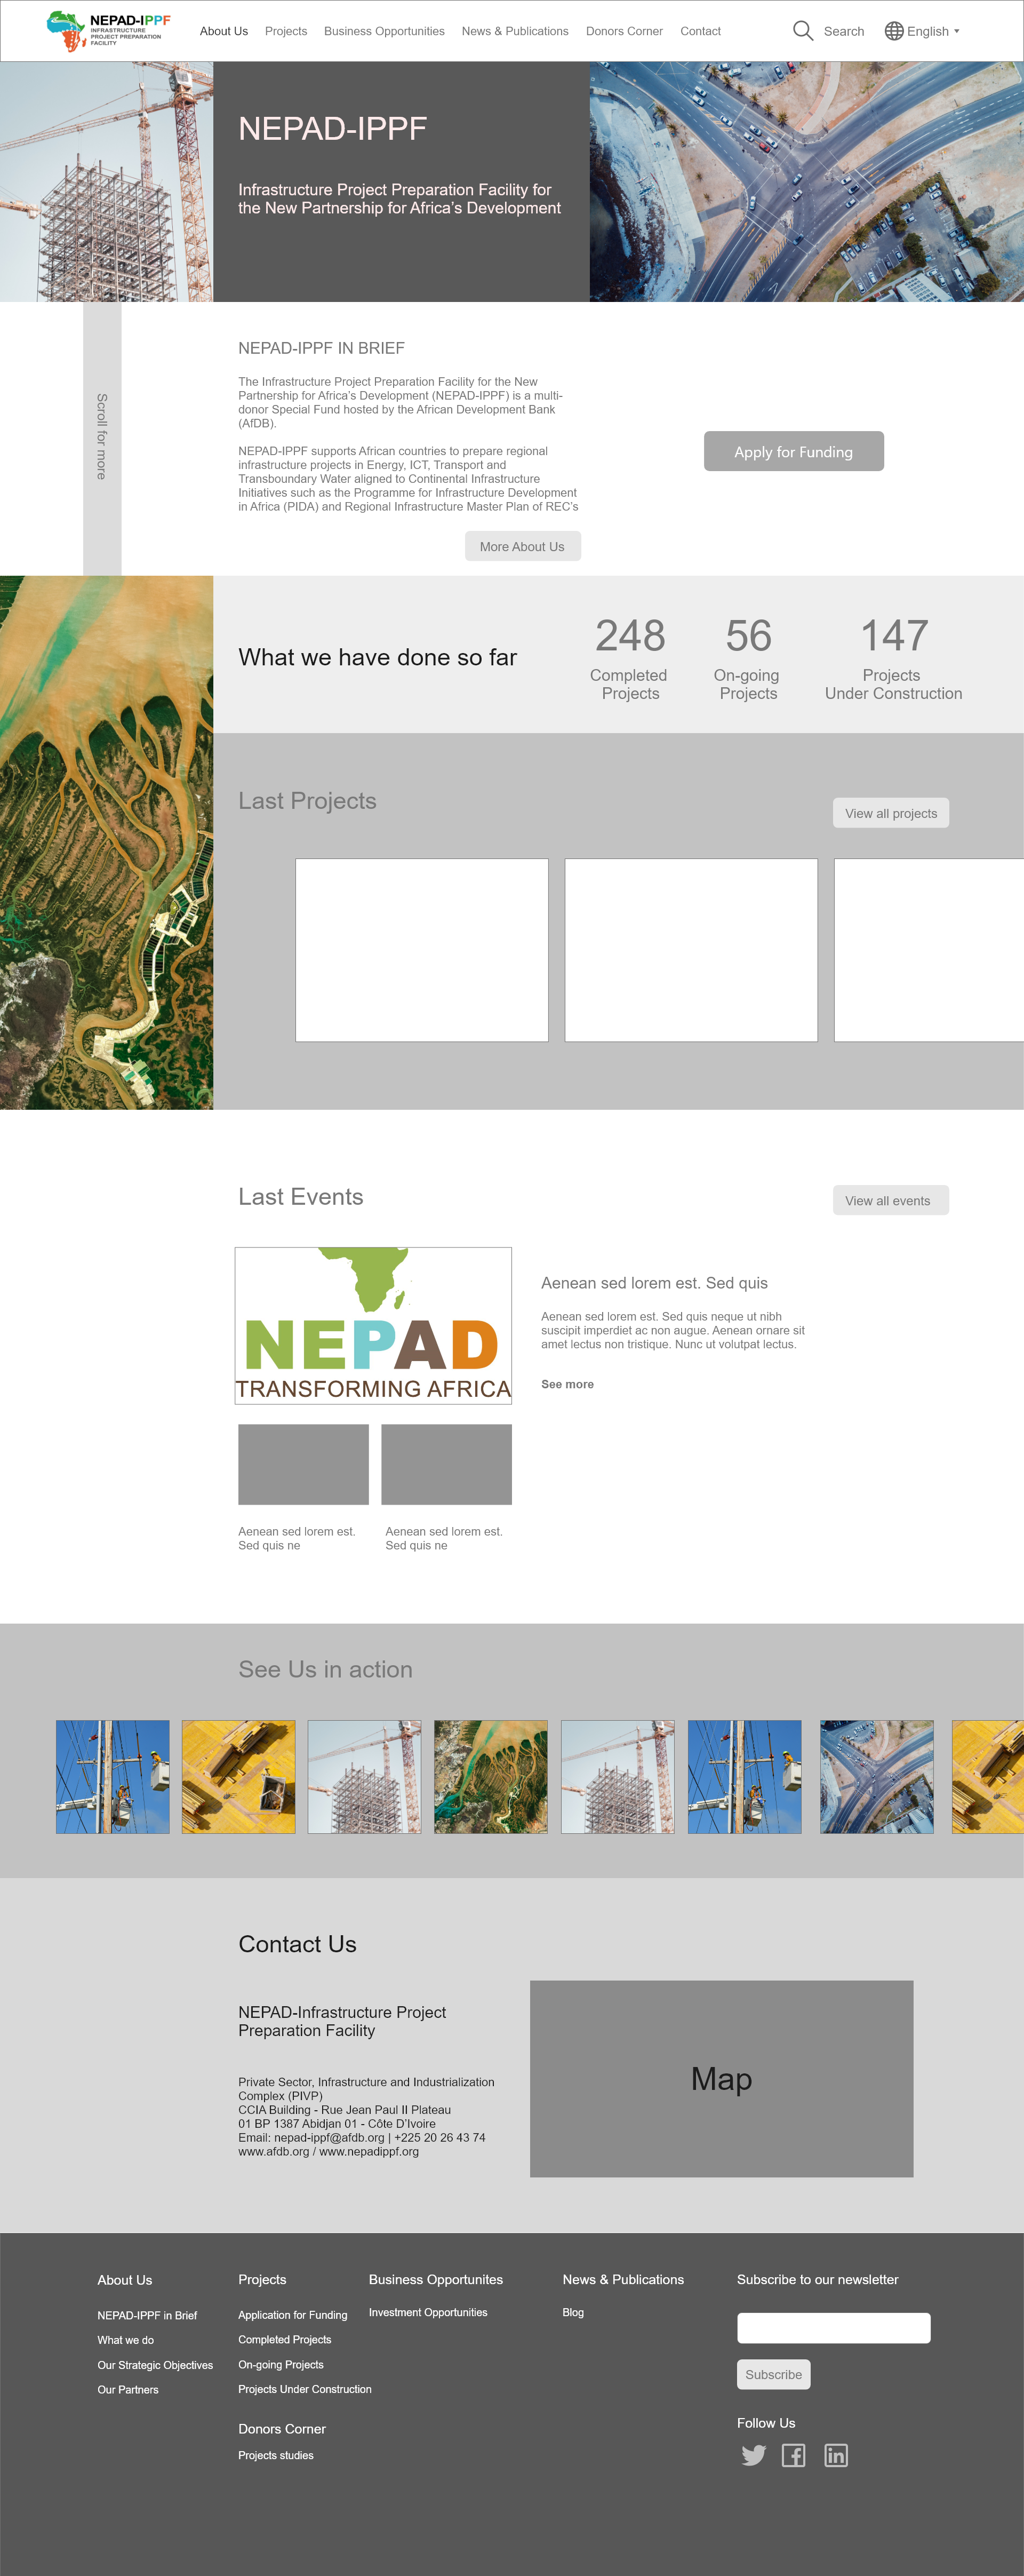 NEPAD-IPPF
INFRASTRUCTURE
PROJECT PREPARATION
FACILITY
About Us
Projects
Business Opportunities
News & Publications
Donors Corner
Contact
Search
English
NEPAD-IPPF
Infrastructure Project Preparation Facility for
the New Partnership for Africa's Development
Scroll for more
NEPAD-IPPF IN BRIEF
The Infrastructure Project Preparation Facility for the New
Partnership for Africa's Development (NEPAD-IPPF) is a multi-
donor Special Fund hosted by the African Development Bank
(AfDB).
NEPAD-IPPF supports African countries to prepare regional
infrastructure projects in Energy, ICT, Transport and
Transboundary Water aligned to Continental Infrastructure
Initiatives such as the Programme for Infrastructure Development
in Africa (PIDA) and Regional Infrastructure Master Plan of REC's
Apply for Funding
More About Us
What we have done so far
248
Completed
Projects
56
On-going
Projects
147
Projects
Under Construction
Last Projects
View all projects
Last Events
View all events
NEPAD
TRANSFORMING AFRICA
Aenean sed lorem est. Sed quis
Aenean sed lorem est. Sed quis neque ut nibh
suscipit imperdiet ac non augue. Aenean ornare sit
amet lectus non tristique. Nunc ut volutpat lectus.
See more
Aenean sed lorem est.
Sed quis ne
Aenean sed lorem est.
Sed quis ne
See Us in action
Contact Us
NEPAD-Infrastructure Project
Preparation Facility
Private Sector, Infrastructure and Industrialization
Complex (PIVP)
CCIA Building - Rue Jean Paul II Plateau
01 BP 1387 Abidjan 01 - Côte D'Ivoire
Email: nepad-ippf@afdb.org | +225 20 26 43 74
www.afdb.org / www.nepadippf.org
Map
About Us
NEPAD-IPPF in Brief
What we do
Our Strategic Objectives
Our Partners
Projects
Application for Funding
Completed Projects
On-going Projects
Projects Under Construction
Donors Corner
Projects studies
Business Opportunites
Investment Opportunities
News & Publications
Blog
Subscribe to our newsletter
Subscribe
Follow Us